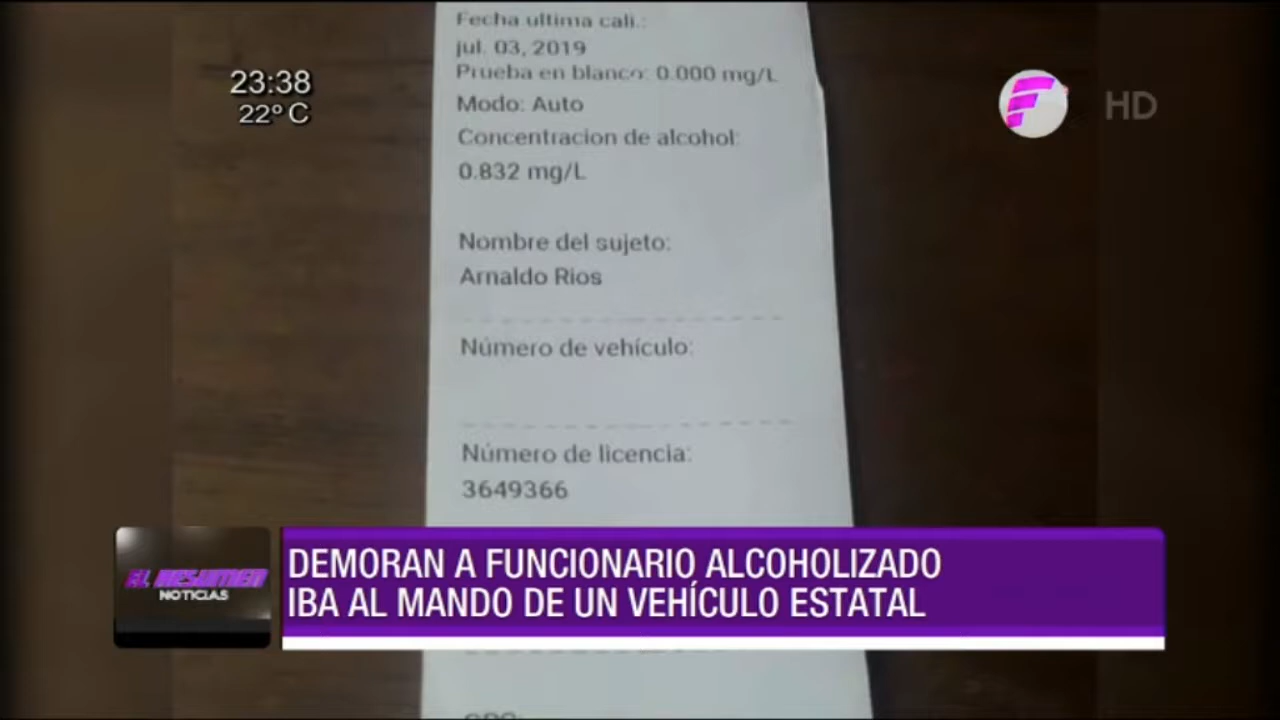 Fecha ultima cali.:
jul. 03, 2019
Prueba en blanco: 0.000 mg/L
Modo: Auto
Concentracion de alcohol:
0.832 mg/L
Nombre del sujeto:
Arnaldo Rios
Número de vehículo:
Número de licencia:
3649366
23:38
22º C
HD
EL RESUMEN
NOTICIAS
DEMORAN A FUNCIONARIO ALCOHOLIZADO
IBA AL MANDO DE UN VEHÍCULO ESTATAL